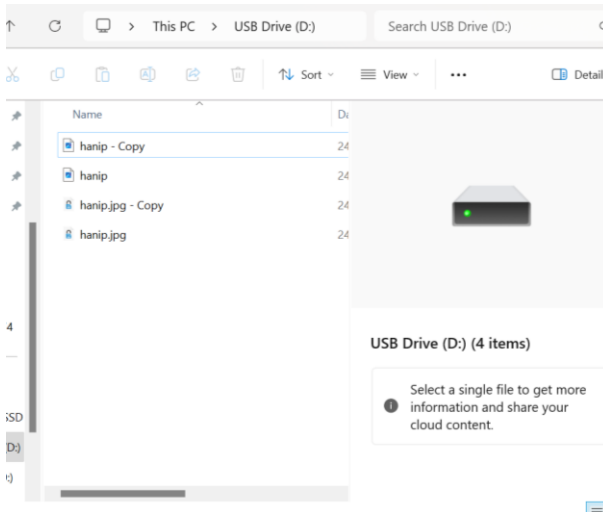 This PC > USB Drive (D:) Search USB Drive (D:)
Sort View ... Detail
Name Da
hanip - Copy 24
hanip 24
hanip.jpg - Copy 24
hanip.jpg 24
4
USB Drive (D:) (4 items)
Select a single file to get more
information and share your
cloud content.
SSD
(D:)